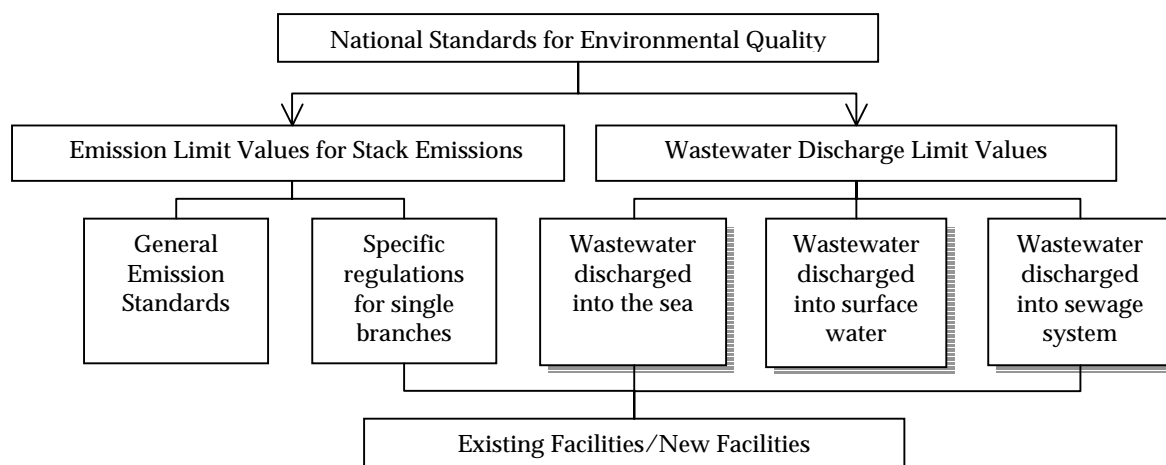 National Standards for Environmental Quality
Emission Limit Values for Stack Emissions
Wastewater Discharge Limit Values
General
Emission
Standards
Specific
regulations
for single
branches
Wastewater
discharged
into the sea
Wastewater
discharged
into surface
water
Wastewater
discharged
into sewage
system
Existing Facilities/New Facilities